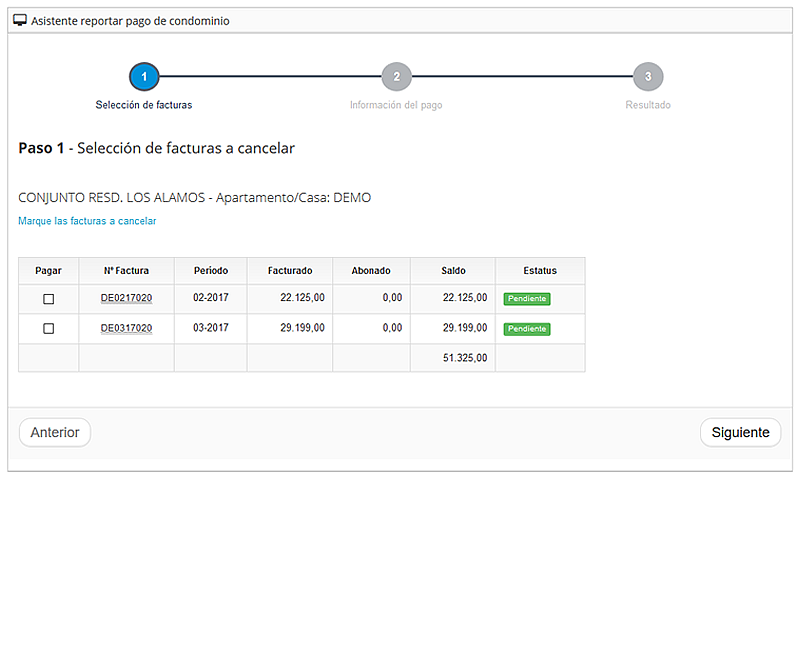 Asistente reportar pago de condominio
1 2 3
Selección de facturas Información del pago Resultado
Paso 1 - Selección de facturas a cancelar
CONJUNTO RESD. LOS ALAMOS - Apartamento/Casa: DEMO
Marque las facturas a cancelar
Pagar N° Factura Periodo Facturado Abonado Saldo Estatus
DE0217020 02-2017 22.125,00 0,00 22.125,00 Pendiente
DE0317020 03-2017 29.199,00 0,00 29.199,00 Pendiente
51.325,00
Anterior Siguiente